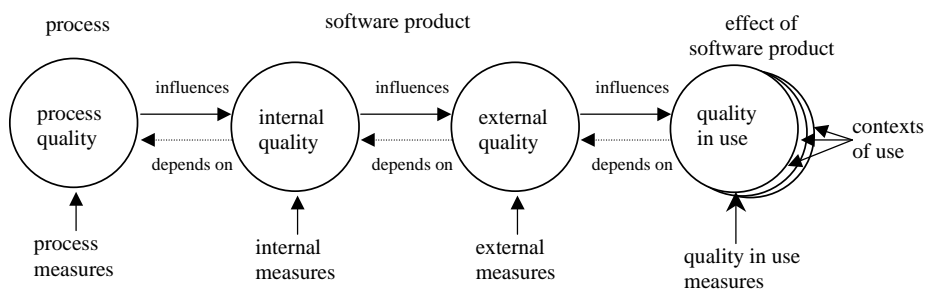 process
software product
effect of
software product
process
quality
influences
depends on
internal
quality
influences
depends on
external
quality
influences
depends on
quality
in use
contexts
of use
process
measures
internal
measures
external
measures
quality in use
measures